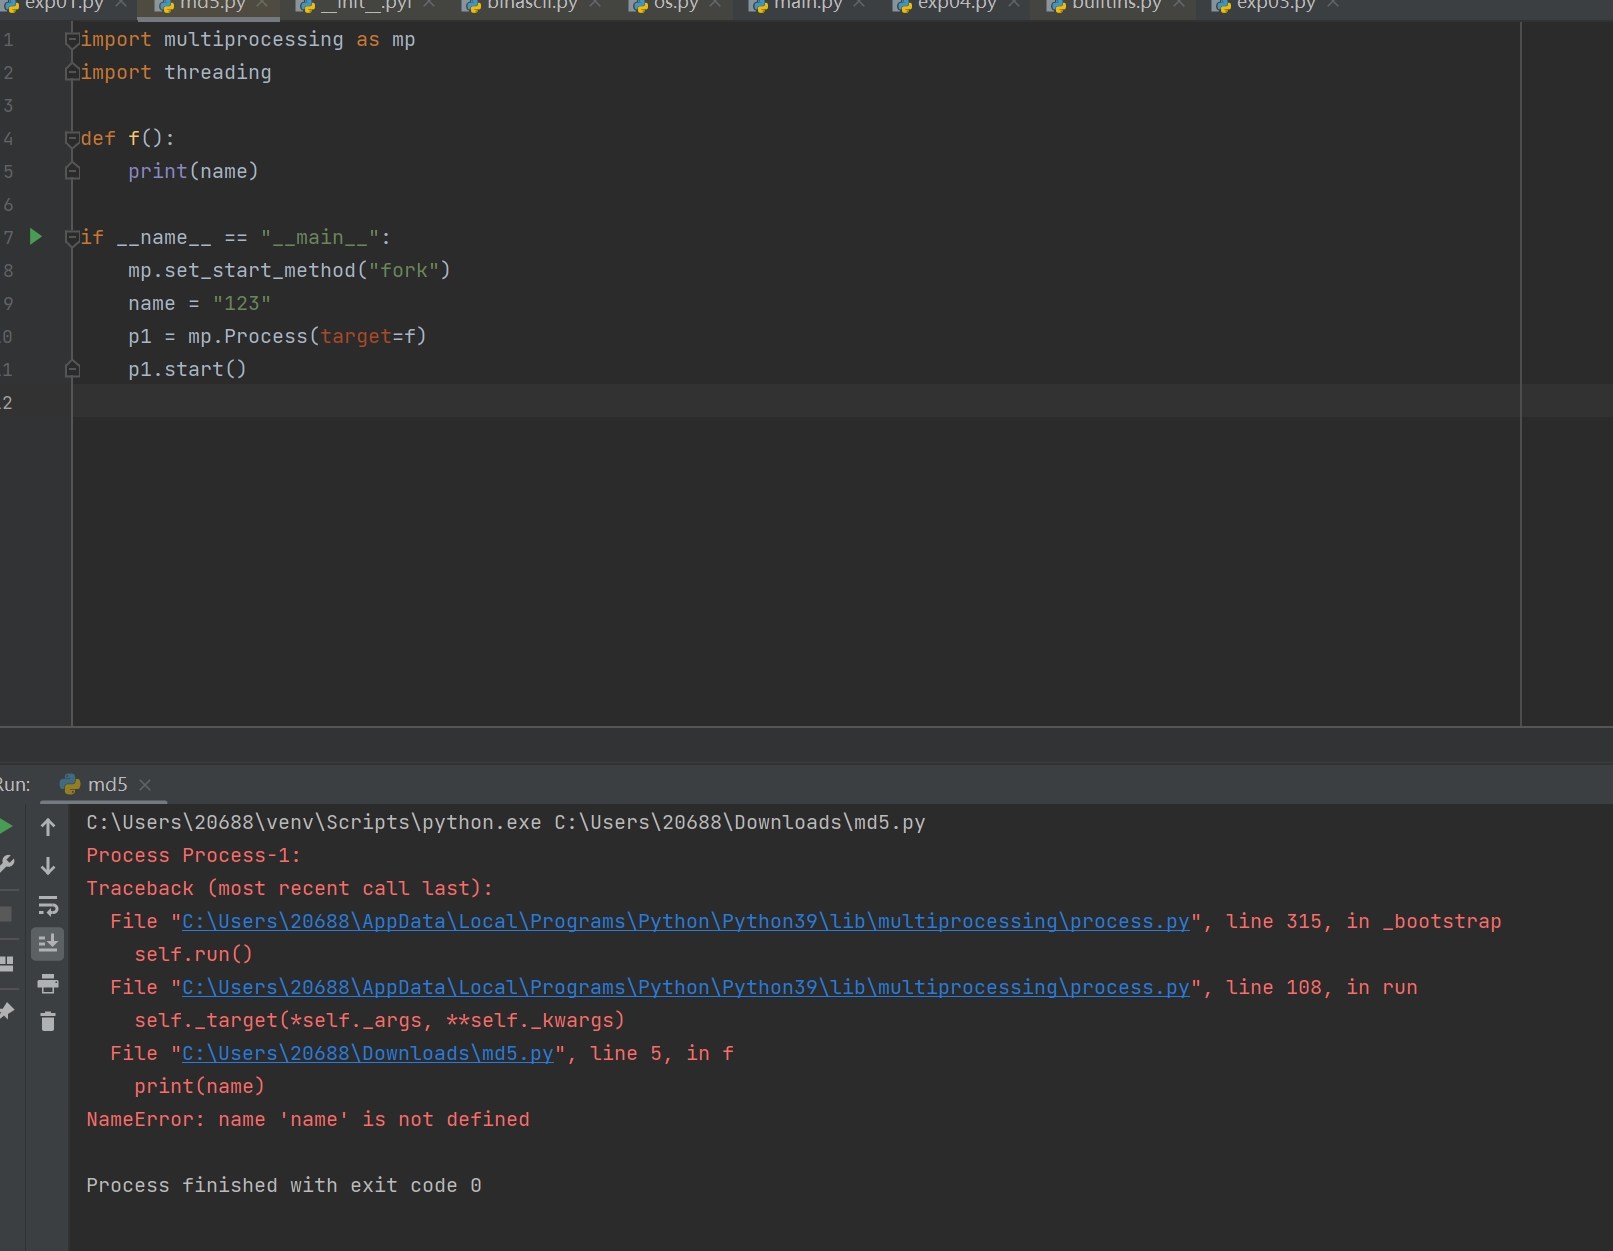 exp01.py md5.py __init__.pyi binascii.py os.py main.py exp04.py builtins.py exp03.py
1 import multiprocessing as mp
2 import threading
3
4 def f():
5 print(name)
6
7 if __name__ == "__main__":
8 mp.set_start_method("fork")
9 name = "123"
0 p1 = mp.Process(target=f)
1 p1.start()
2
Run: md5
C:\Users\20688\venv\Scripts\python.exe C:\Users\20688\Downloads\md5.py
Process Process-1:
Traceback (most recent call last):
File "C:\Users\20688\AppData\Local\Programs\Python\Python39\lib\multiprocessing\process.py", line 315, in _bootstrap
self.run()
File "C:\Users\20688\AppData\Local\Programs\Python\Python39\lib\multiprocessing\process.py", line 108, in run
self._target(*self._args, **self._kwargs)
File "C:\Users\20688\Downloads\md5.py", line 5, in f
print(name)
NameError: name 'name' is not defined
Process finished with exit code 0